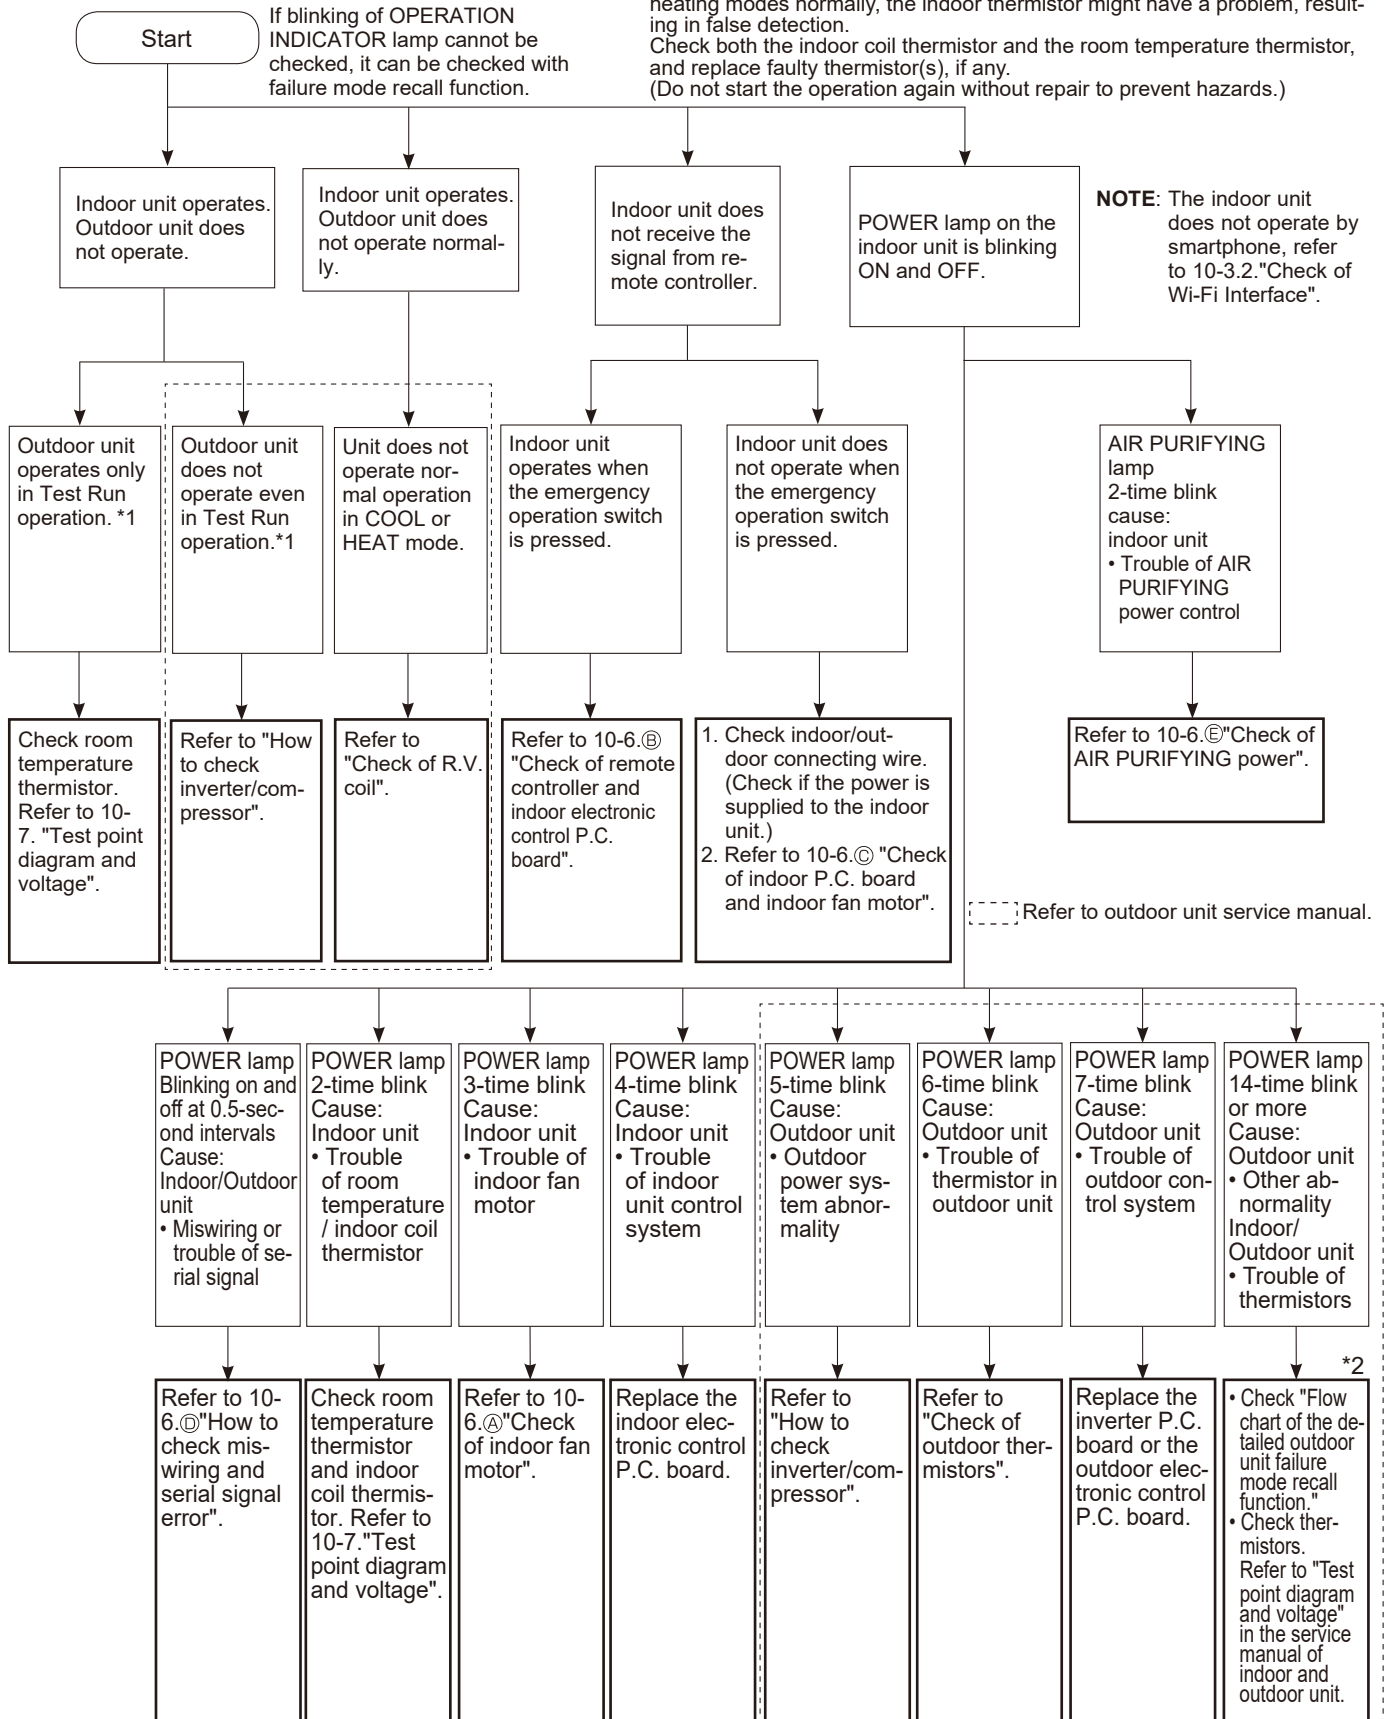 Start
If blinking of OPERATION
INDICATOR lamp cannot be
checked, it can be checked with
failure mode recall function.
heating modes normally, the indoor thermistor might have a problem, result-
ing in false detection.
Check both the indoor coil thermistor and the room temperature thermistor,
and replace faulty thermistor(s), if any.
(Do not start the operation again without repair to prevent hazards.)
Indoor unit operates.
Outdoor unit does
not operate.
Indoor unit operates.
Outdoor unit does
not operate normal-
ly.
Indoor unit does
not receive the
signal from re-
mote controller.
POWER lamp on the
indoor unit is blinking
ON and OFF.
NOTE: The indoor unit
does not operate by
smartphone, refer
to 10-3.2."Check of
Wi-Fi Interface".
Outdoor unit
operates only
in Test Run
operation. *1
Outdoor unit
does not
operate even
in Test Run
operation.*1
Unit does not
operate nor-
mal operation
in COOL or
HEAT mode.
Indoor unit
operates when
the emergency
operation switch
is pressed.
Indoor unit does
not operate when
the emergency
operation switch
is pressed.
AIR PURIFYING
lamp
2-time blink
cause:
indoor unit
• Trouble of AIR
PURIFYING
power control
Check room
temperature
thermistor.
Refer to 10-
7. "Test point
diagram and
voltage".
Refer to "How
to check
inverter/com-
pressor".
Refer to
"Check of R.V.
coil".
Refer to 10-6.Ⓑ
"Check of remote
controller and
indoor electronic
control P.C.
board".
1. Check indoor/out-
door connecting wire.
(Check if the power is
supplied to the indoor
unit.)
2. Refer to 10-6.Ⓒ "Check
of indoor P.C. board
and indoor fan motor".
Refer to 10-6.Ⓔ"Check of
AIR PURIFYING power".
Refer to outdoor unit service manual.
POWER lamp
Blinking on and
off at 0.5-sec-
ond intervals
Cause:
Indoor/Outdoor
unit
• Miswiring or
trouble of se-
rial signal
POWER lamp
2-time blink
Cause:
Indoor unit
• Trouble
of room
temperature
/ indoor coil
thermistor
POWER lamp
3-time blink
Cause:
Indoor unit
• Trouble of
indoor fan
motor
POWER lamp
4-time blink
Cause:
Indoor unit
• Trouble
of indoor
unit control
system
POWER lamp
5-time blink
Cause:
Outdoor unit
• Outdoor
power sys-
tem abnor-
mality
POWER lamp
6-time blink
Cause:
Outdoor unit
• Trouble of
thermistor in
outdoor unit
POWER lamp
7-time blink
Cause:
Outdoor unit
• Trouble of
outdoor con-
trol system
POWER lamp
14-time blink
or more
Cause:
Outdoor unit
• Other ab-
normality
Indoor/
Outdoor unit
• Trouble of
thermistors
*2
Refer to 10-
6.Ⓓ"How to
check mis-
wiring and
serial signal
error".
Check room
temperature
thermistor
and indoor
coil thermis-
tor. Refer to
10-7."Test
point diagram
and voltage".
Refer to 10-
6.Ⓐ"Check
of indoor fan
motor".
Replace the
indoor elec-
tronic control
P.C. board.
Refer to
"How to
check
inverter/com-
pressor".
Refer to
"Check of
outdoor ther-
mistors".
Replace the
inverter P.C.
board or the
outdoor elec-
tronic control
P.C. board.
• Check "Flow
chart of the de-
tailed outdoor
unit failure
mode recall
function."
• Check ther-
mistors.
Refer to "Test
point diagram
and voltage"
in the service
manual of
indoor and
outdoor unit.